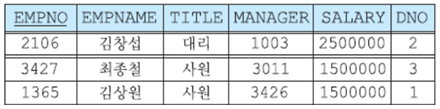 EMPNO EMPNAME TITLE MANAGER SALARY DNO
2106 김창섭 대리 1003 2500000 2
3427 최종철 사원 3011 1500000 3
1365 김상원 사원 3426 1500000 1